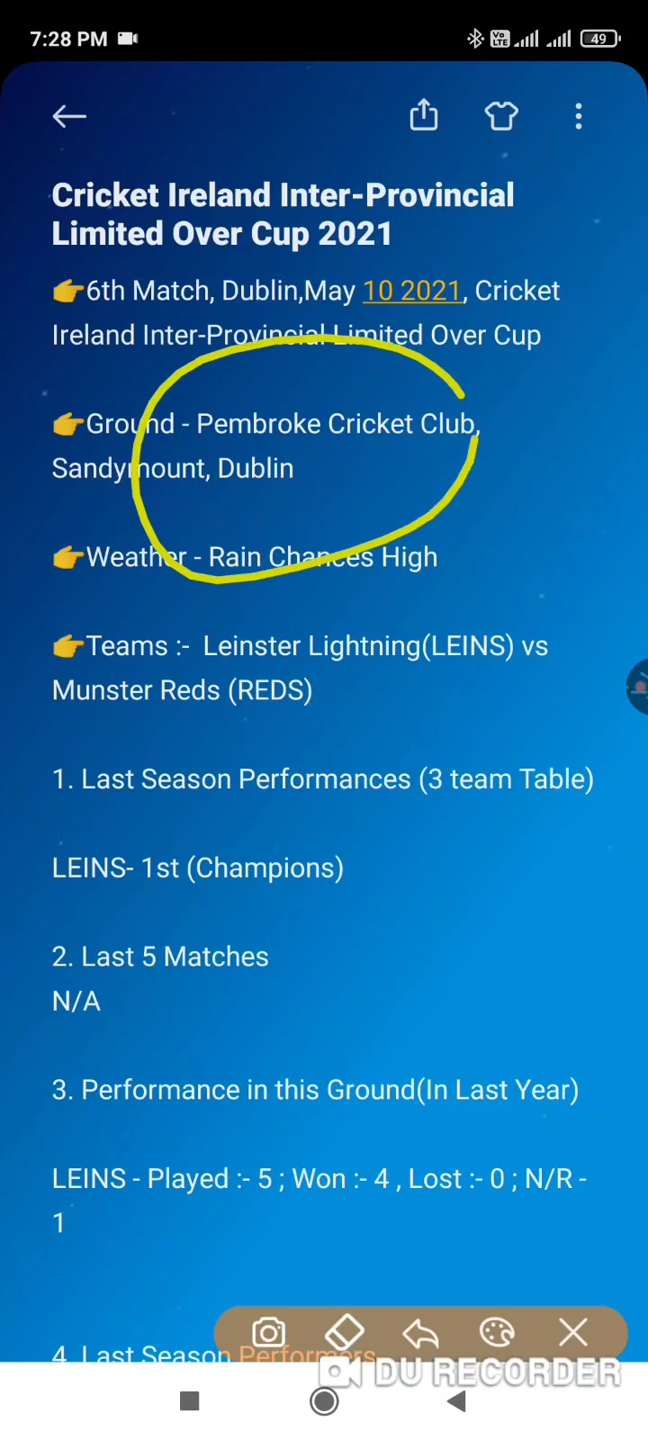 7:28 PM
Vo LTE
49
Cricket Ireland Inter-Provincial
Limited Over Cup 2021
👉6th Match, Dublin,May 10 2021, Cricket
Ireland Inter-Provincial Limited Over Cup
👉Ground - Pembroke Cricket Club,
Sandymount, Dublin
👉Weather - Rain Chances High
👉Teams :-  Leinster Lightning(LEINS) vs
Munster Reds (REDS)
1. Last Season Performances (3 team Table)
LEINS- 1st (Champions)
2. Last 5 Matches
N/A
3. Performance in this Ground(In Last Year)
LEINS - Played :- 5 ; Won :- 4 , Lost :- 0 ; N/R -
1
4. Last Season Performers
DU RECORDER